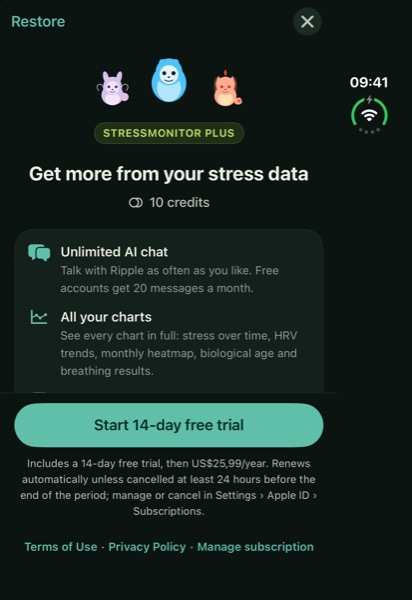 Restore
09:41
STRESSMONITOR PLUS
Get more from your stress data
10 credits
Unlimited AI chat
Talk with Ripple as often as you like. Free
accounts get 20 messages a month.
All your charts
See every chart in full: stress over time, HRV
trends, monthly heatmap, biological age and
breathing results.
Start 14-day free trial
Includes a 14-day free trial, then US$25,99/year. Renews
automatically unless cancelled at least 24 hours before the
end of the period; manage or cancel in Settings › Apple ID ›
Subscriptions.
Terms of Use · Privacy Policy · Manage subscription